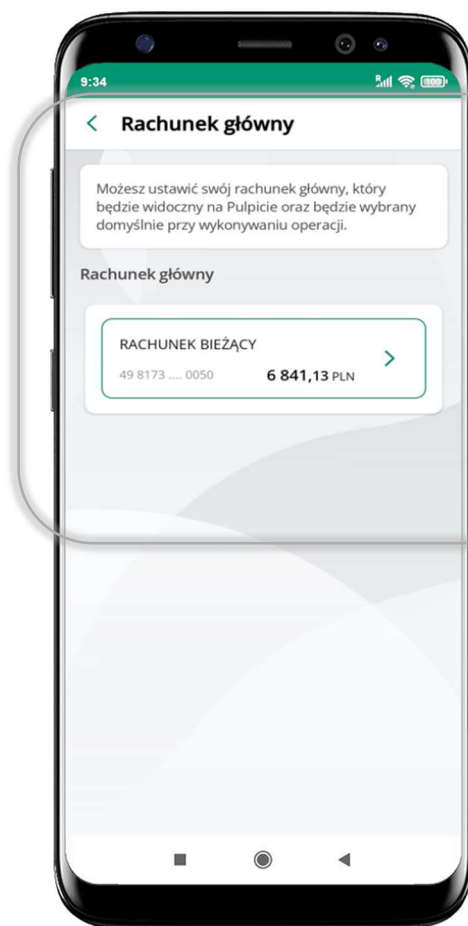 9:34
R
100
Rachunek główny
Możesz ustawić swój rachunek główny, który
będzie widoczny na Pulpicie oraz będzie wybrany
domyślnie przy wykonywaniu operacji.
Rachunek główny
RACHUNEK BIEŻĄCY
49 8173 .... 0050 6 841,13 PLN